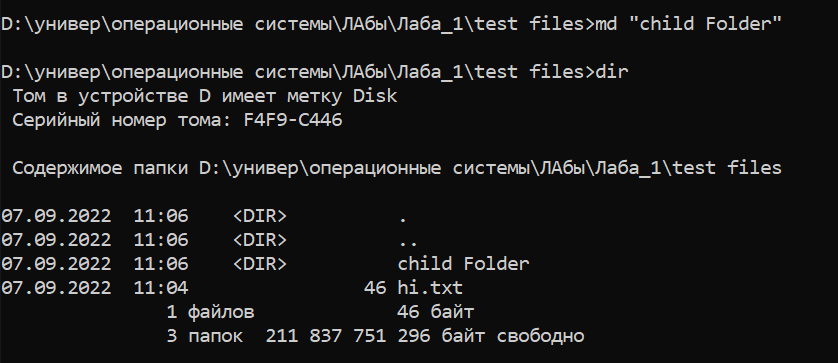 D:\универ\операционные системы\ЛАбы\Лаба_1\test files>md "child Folder"
D:\универ\операционные системы\ЛАбы\Лаба_1\test files>dir
Том в устройстве D имеет метку Disk
Серийный номер тома: F4F9-C446
Содержимое папки D:\универ\операционные системы\ЛАбы\Лаба_1\test files
07.09.2022  11:06    <DIR>          .
07.09.2022  11:06    <DIR>          ..
07.09.2022  11:06    <DIR>          child Folder
07.09.2022  11:04                46 hi.txt
1 файлов             46 байт
3 папок  211 837 751 296 байт свободно